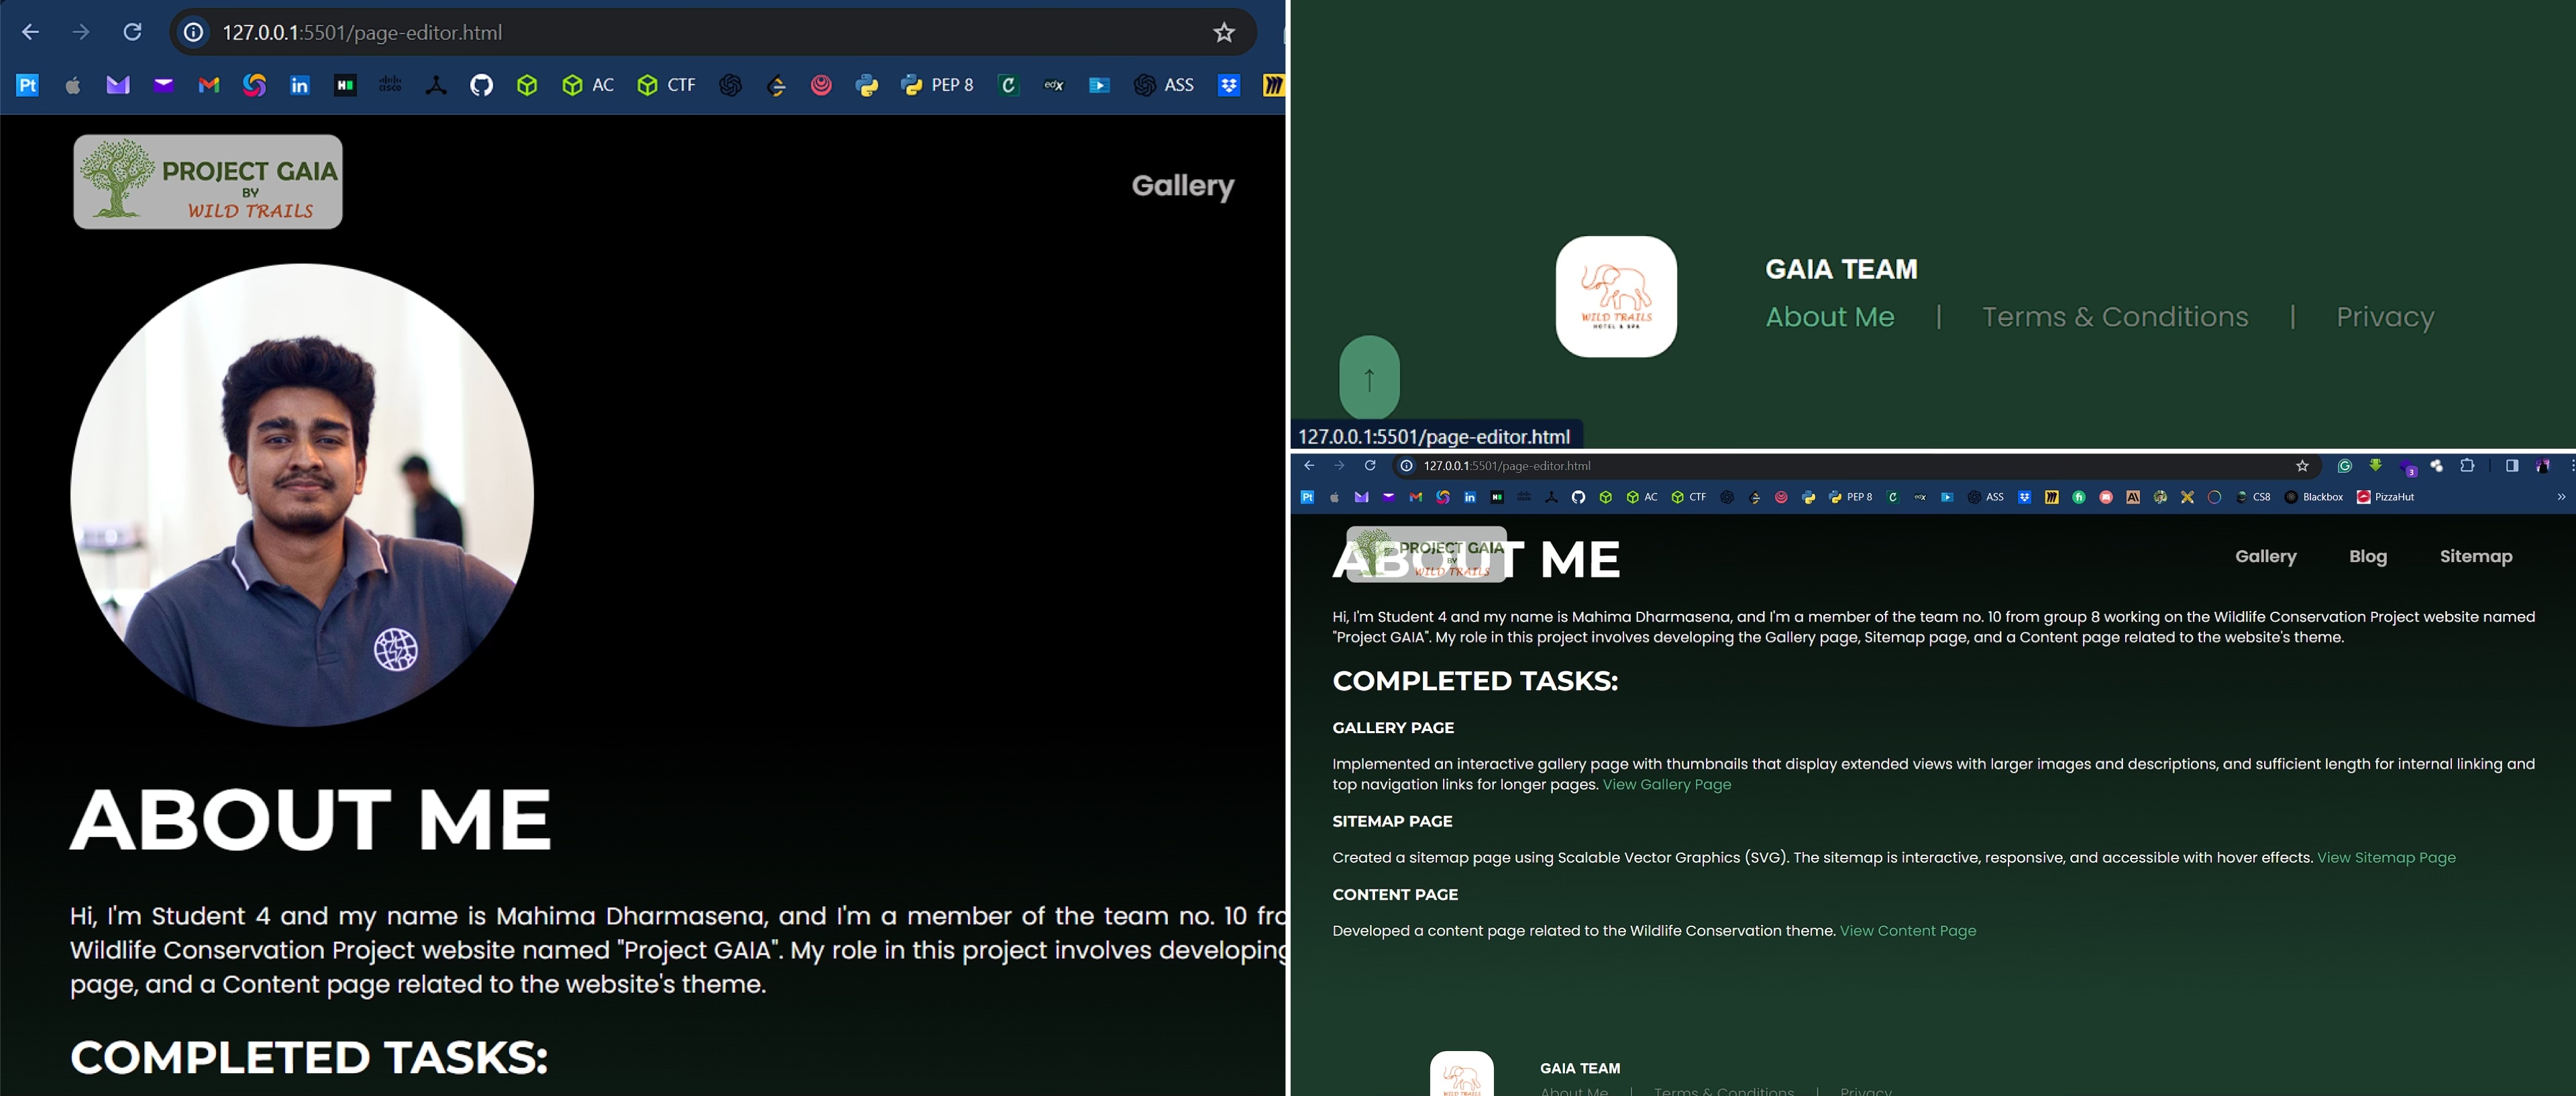 127.0.0.1:5501/page-editor.html
Pt
in
cisco
AC
CTF
PEP 8
C
edX
ASS
PROJECT GAIA
BY
WILD TRAILS
Gallery
ABOUT ME
Hi, I'm Student 4 and my name is Mahima Dharmasena, and I'm a member of the team no. 10 fro
Wildlife Conservation Project website named "Project GAIA". My role in this project involves developing
page, and a Content page related to the website's theme.
COMPLETED TASKS:
WILD TRAILS
HOTEL & SPA
GAIA TEAM
About Me | Terms & Conditions | Privacy
↑
127.0.0.1:5501/page-editor.html
127.0.0.1:5501/page-editor.html
3
Pt
in
AC
CTF
PEP 8
ASS
CS8
Blackbox
PizzaHut
»
PROJECT GAIA
BY
WILD TRAILS
ABOUT ME
Gallery
Blog
Sitemap
Hi, I'm Student 4 and my name is Mahima Dharmasena, and I'm a member of the team no. 10 from group 8 working on the Wildlife Conservation Project website named
"Project GAIA". My role in this project involves developing the Gallery page, Sitemap page, and a Content page related to the website's theme.
COMPLETED TASKS:
GALLERY PAGE
Implemented an interactive gallery page with thumbnails that display extended views with larger images and descriptions, and sufficient length for internal linking and
top navigation links for longer pages. View Gallery Page
SITEMAP PAGE
Created a sitemap page using Scalable Vector Graphics (SVG). The sitemap is interactive, responsive, and accessible with hover effects. View Sitemap Page
CONTENT PAGE
Developed a content page related to the Wildlife Conservation theme. View Content Page
WILD TRAILS
GAIA TEAM
About Me | Terms & Conditions | Privacy